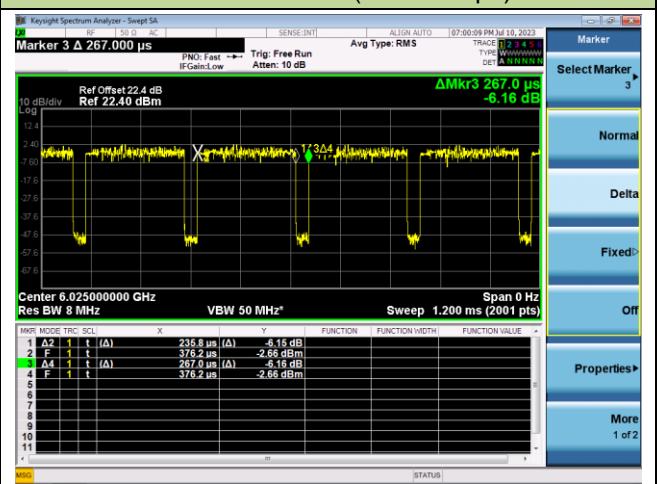 Keysight Spectrum Analyzer - Swept SA
RF 50 Ω AC SENSE:INT ALIGN AUTO 07:00:09 PM Jul 10, 2023
Marker 3 Δ 267.000 µs
PNO: Fast
IFGain:Low
Trig: Free Run
Atten: 10 dB
Avg Type: RMS
TRACE 1 2 3 4 5 6
TYPE WWWWWW
DET A N N N N N
Ref Offset 22.4 dB
Ref 22.40 dBm
10 dB/div
Log
ΔMkr3 267.0 µs
-6.16 dB
12.4
2.40
-7.60
-17.6
-27.6
-37.6
-47.6
-57.6
-67.6
X
1 3Δ4
Center 6.025000000 GHz Span 0 Hz
Res BW 8 MHz VBW 50 MHz* Sweep 1.200 ms (2001 pts)
MKR MODE TRC SCL X Y FUNCTION FUNCTION WIDTH FUNCTION VALUE
1 Δ2 1 t (Δ) 235.8 µs (Δ) -6.15 dB
2 F 1 t 376.2 µs -2.66 dBm
3 Δ4 1 t (Δ) 267.0 µs (Δ) -6.16 dB
4 F 1 t 376.2 µs -2.66 dBm
5
6
7
8
9
10
11
MSG STATUS
Marker
Select Marker
3
Normal
Delta
Fixed
Off
Properties
More
1 of 2